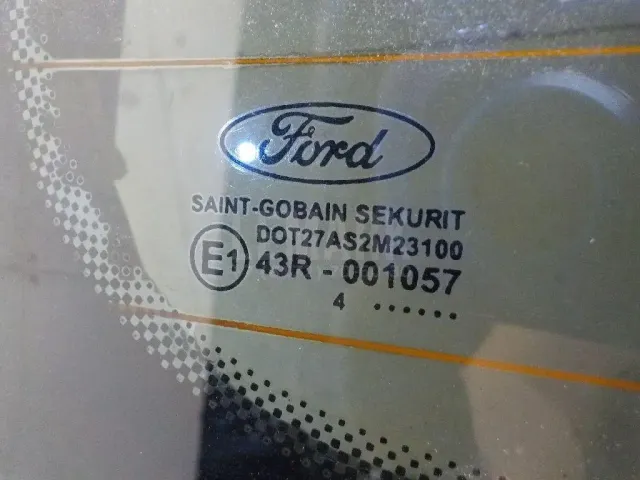 Ford
SAINT-GOBAIN SEKURIT
DOT27AS2M23100
E1 43R - 001057
4 ......